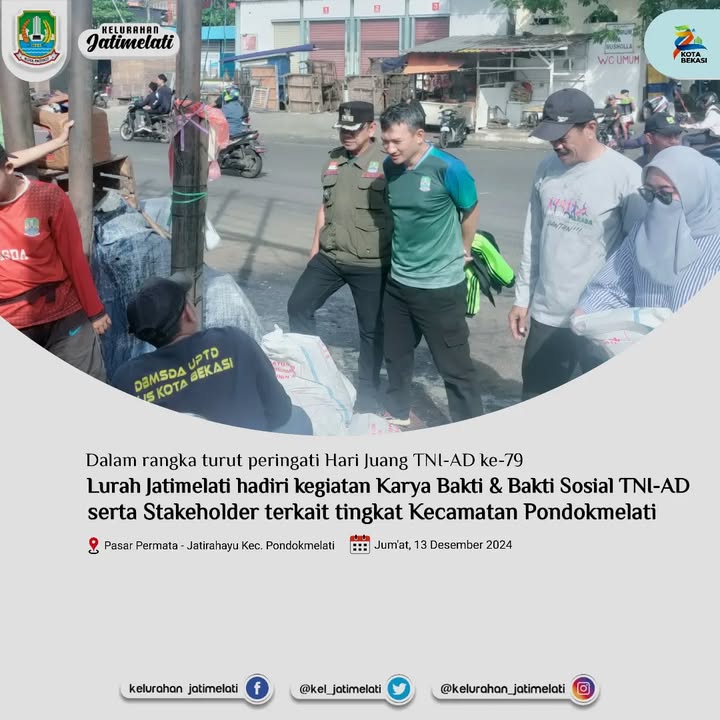 KELURAHAN
Jatimelati
KOTA
BEKASI
MUSHOLLA
WC UMUM
DBMSDA UPTD
KOTA BEKASI
Dalam rangka turut peringati Hari Juang TNI-AD ke-79
Lurah Jatimelati hadiri kegiatan Karya Bakti & Bakti Sosial TNI-AD
serta Stakeholder terkait tingkat Kecamatan Pondokmelati
Pasar Permata - Jatirahayu Kec. Pondokmelati
Jum'at, 13 Desember 2024
kelurahan jatimelati
@kel_jatimelati
@kelurahan_jatimelati